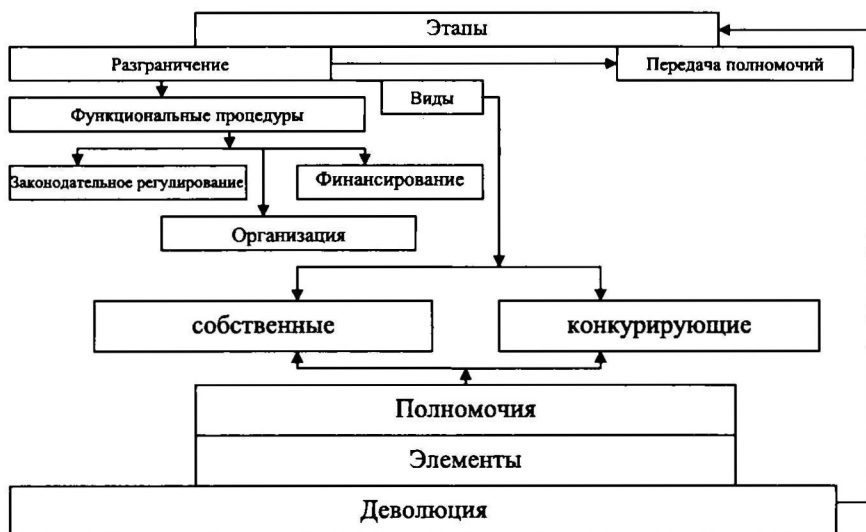 Этапы
Разграничение
Передача полномочий
Виды
Функциональные процедуры
Законодательное регулирование
Финансирование
Организация
собственные
конкурирующие
Полномочия
Элементы
Деволюция